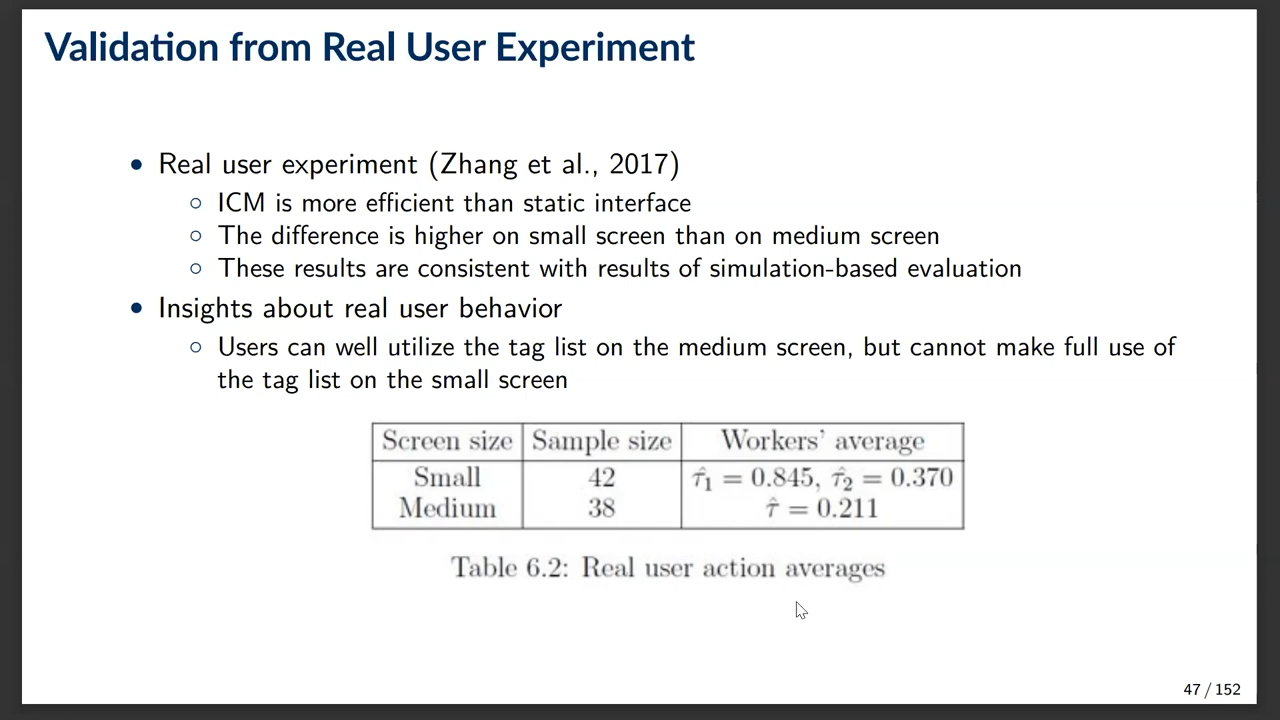 Validation from Real User Experiment
• Real user experiment (Zhang et al., 2017)
○ ICM is more efficient than static interface
○ The difference is higher on small screen than on medium screen
○ These results are consistent with results of simulation-based evaluation
• Insights about real user behavior
○ Users can well utilize the tag list on the medium screen, but cannot make full use of
the tag list on the small screen
Screen size Sample size Workers' average
Small 42 τ̂₁ = 0.845, τ̂₂ = 0.370
Medium 38 τ̂ = 0.211
Table 6.2: Real user action averages
47 / 152